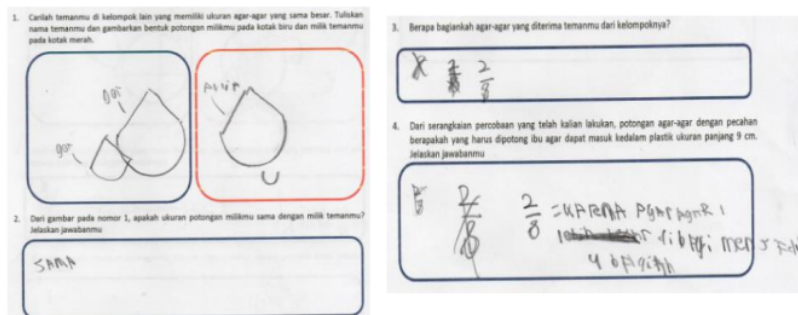 1. Carilah temanmu di kelompok lain yang memiliki ukuran agar-agar yang sama besar. Tuliskan
nama temanmu dan gambarkan bentuk potongan milikmu pada kotak biru dan milik temanmu
pada kotak merah.
2. Dari gambar pada nomor 1, apakah ukuran potongan milikmu sama dengan milik temanmu?
Jelaskan jawabanmu
SAMA
3. Berapa bagiankah agar-agar yang diterima temanmu dari kelompoknya?
2/8
4. Dari serangkaian percobaan yang telah kalian lakukan, potongan agar-agar dengan pecahan
berapakah yang harus dipotong ibu agar dapat masuk kedalam plastik ukuran panjang 9 cm.
Jelaskan jawabanmu
2/8 = KARENA